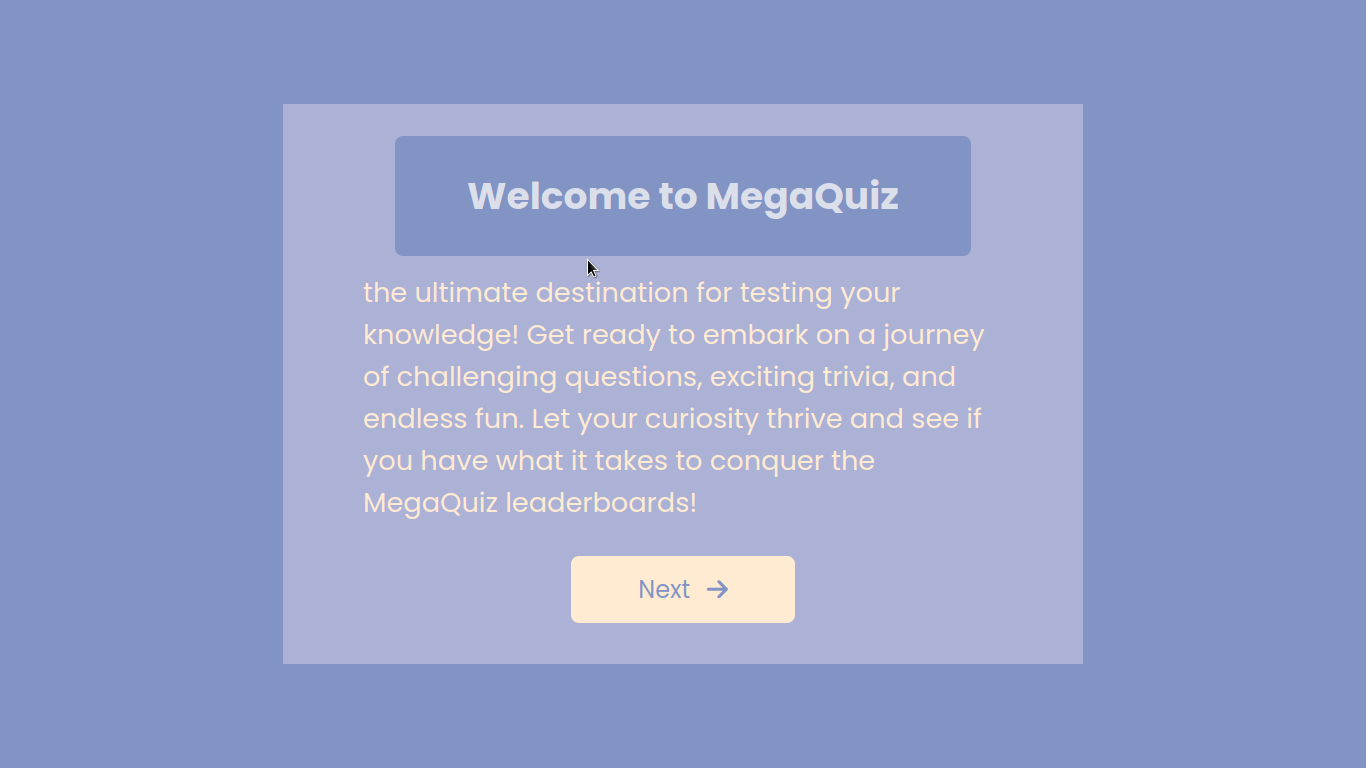 Welcome to MegaQuiz
the ultimate destination for testing your
knowledge! Get ready to embark on a journey
of challenging questions, exciting trivia, and
endless fun. Let your curiosity thrive and see if
you have what it takes to conquer the
MegaQuiz leaderboards!
Next